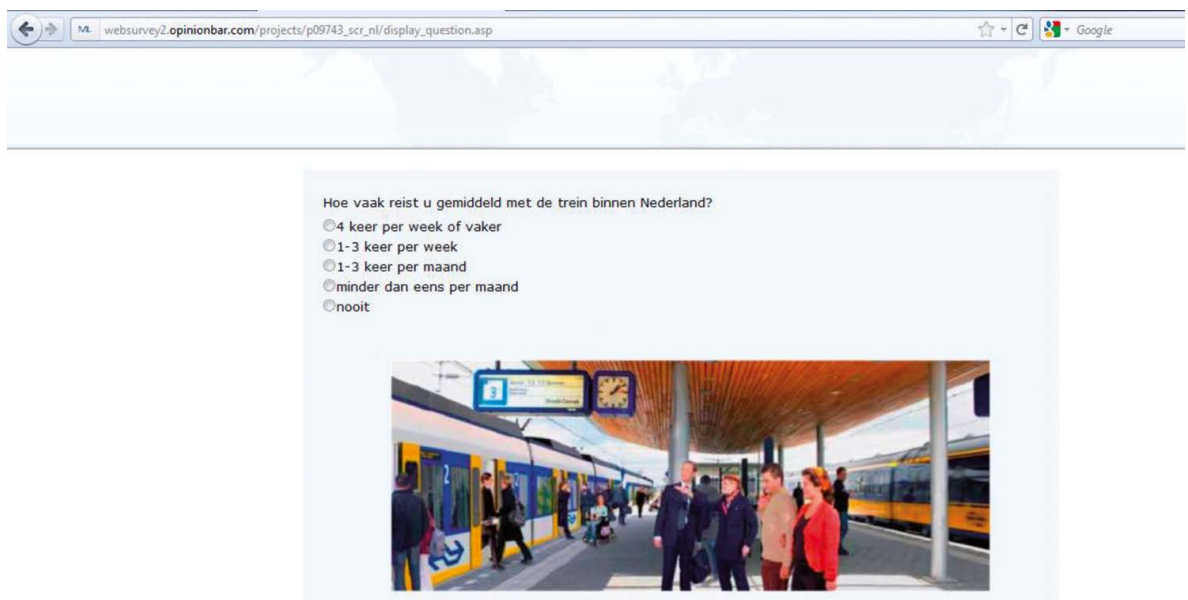 websurvey2.opinionbar.com/projects/p09743_scr_nl/display_question.asp
Google
Hoe vaak reist u gemiddeld met de trein binnen Nederland?
4 keer per week of vaker
1-3 keer per week
1-3 keer per maand
minder dan eens per maand
nooit
3
2